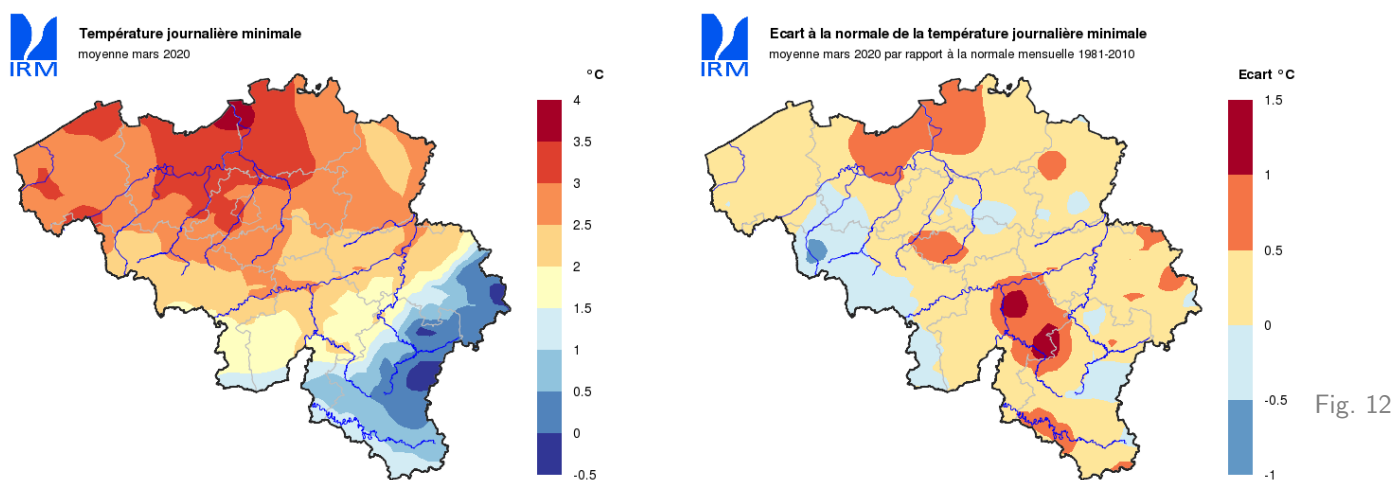 IRM
Température journalière minimale
moyenne mars 2020
°C
4
3.5
3
2.5
2
1.5
1
0.5
0
-0.5
IRM
Ecart à la normale de la température journalière minimale
moyenne mars 2020 par rapport à la normale mensuelle 1981-2010
Ecart °C
1.5
1
0.5
0
-0.5
-1
Fig. 12